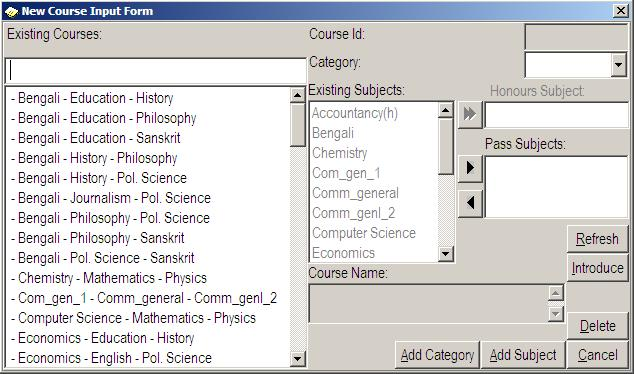 New Course Input Form
Existing Courses:
Course Id:
Category:
- Bengali - Education - History
- Bengali - Education - Philosophy
- Bengali - Education - Sanskrit
- Bengali - History - Philosophy
- Bengali - History - Pol. Science
- Bengali - Journalism - Pol. Science
- Bengali - Philosophy - Pol. Science
- Bengali - Philosophy - Sanskrit
- Bengali - Pol. Science - Sanskrit
- Chemistry - Mathematics - Physics
- Com_gen_1 - Comm_general - Comm_genl_2
- Computer Science - Mathematics - Physics
- Economics - Education - History
- Economics - English - Pol. Science
Existing Subjects:
Accountancy(h)
Bengali
Chemistry
Com_gen_1
Comm_general
Comm_genl_2
Computer Science
Economics
Honours Subject:
Pass Subjects:
Refresh
Introduce
Course Name:
Delete
Add Category
Add Subject
Cancel